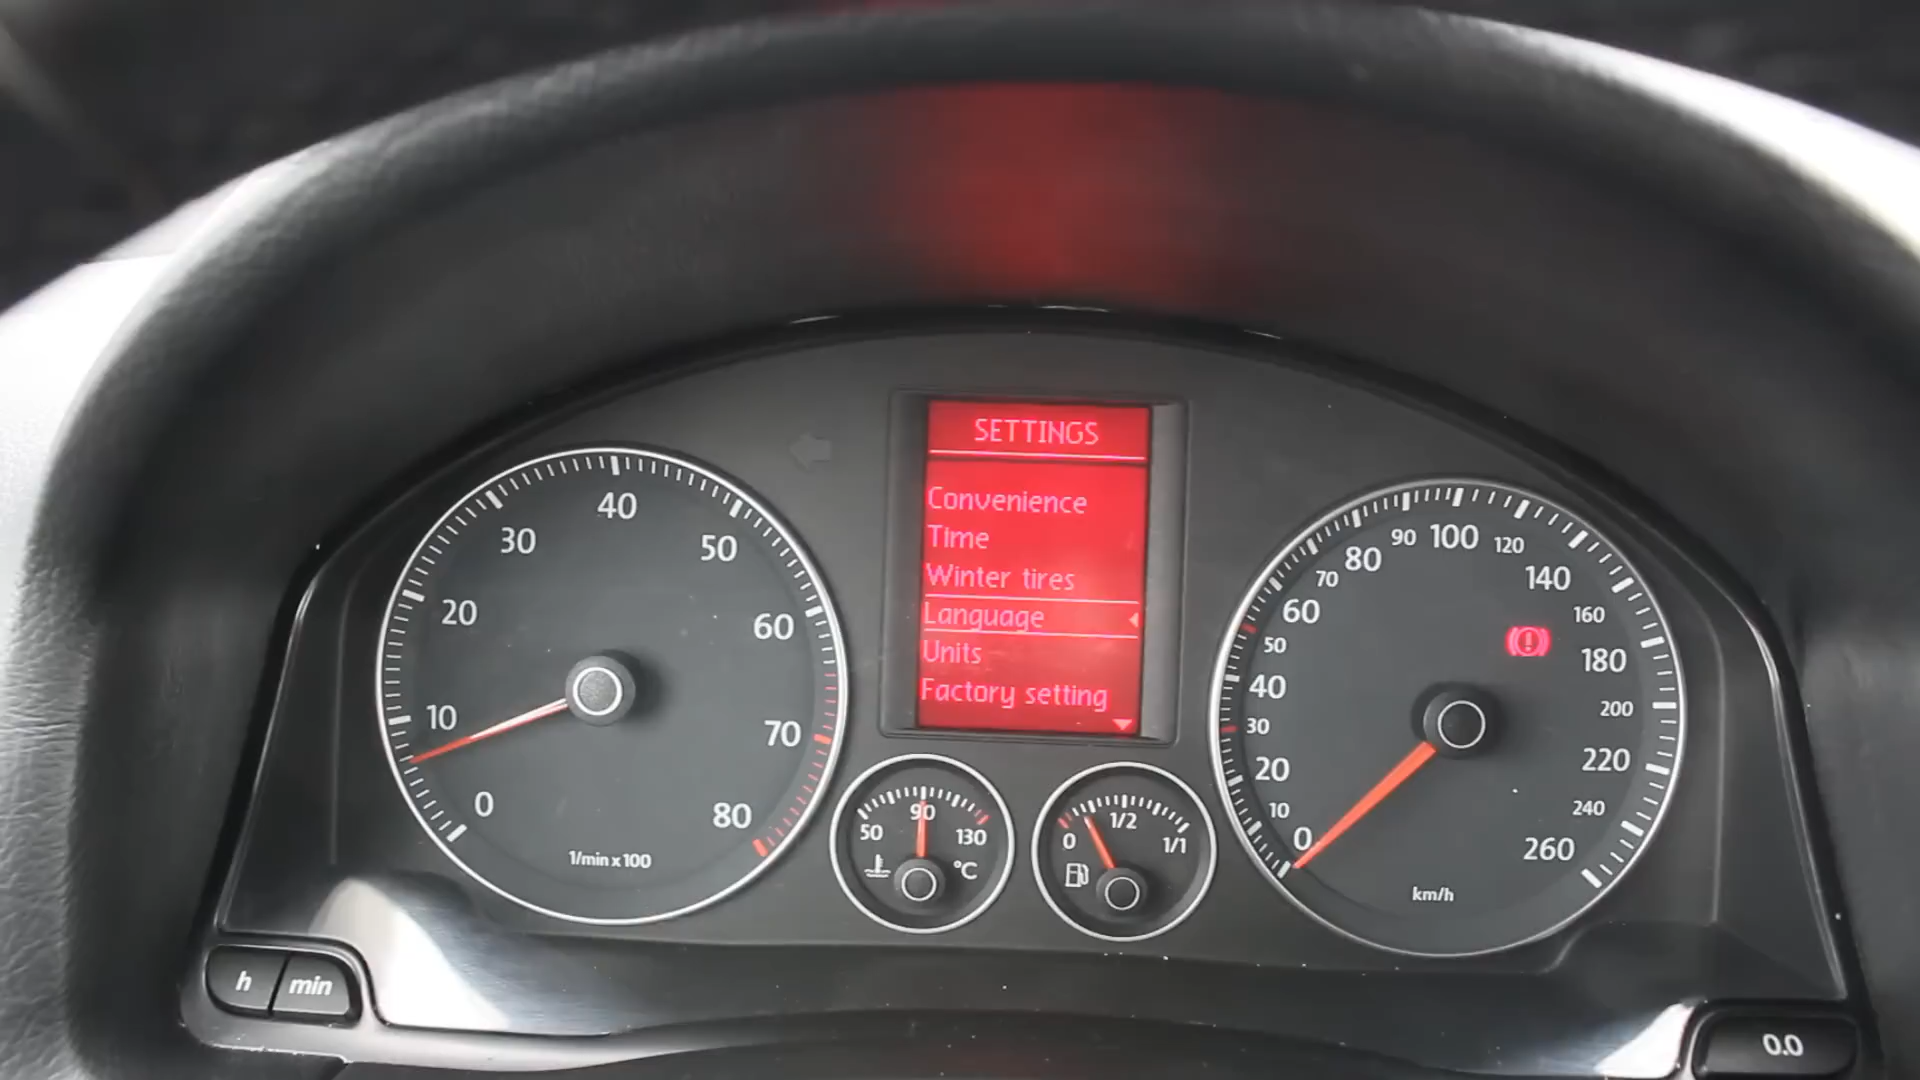 SETTINGS
Convenience
Time
Winter tires
Language
Units
Factory setting
0
10
20
30
40
50
60
70
80
1/min x 100
50
90
130
°C
0
1/2
1/1
0
10
20
30
40
50
60
70
80
90
100
120
140
160
180
200
220
240
260
km/h
h
min
0.0